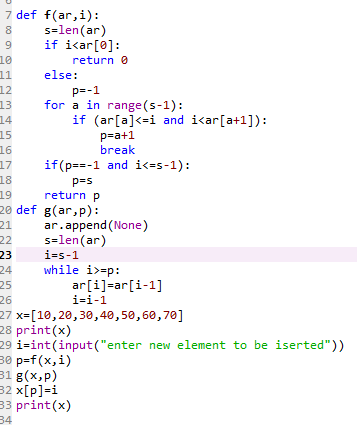 7 def f(ar,i):
8     s=len(ar)
9     if i<ar[0]:
10         return 0
11     else:
12         p=-1
13     for a in range(s-1):
14         if (ar[a]<=i and i<ar[a+1]):
15             p=a+1
16             break
17     if(p==-1 and i<=s-1):
18         p=s
19     return p
20 def g(ar,p):
21     ar.append(None)
22     s=len(ar)
23     i=s-1
24     while i>=p:
25         ar[i]=ar[i-1]
26         i=i-1
27 x=[10,20,30,40,50,60,70]
28 print(x)
29 i=int(input("enter new element to be iserted"))
30 p=f(x,i)
31 g(x,p)
32 x[p]=i
33 print(x)
34